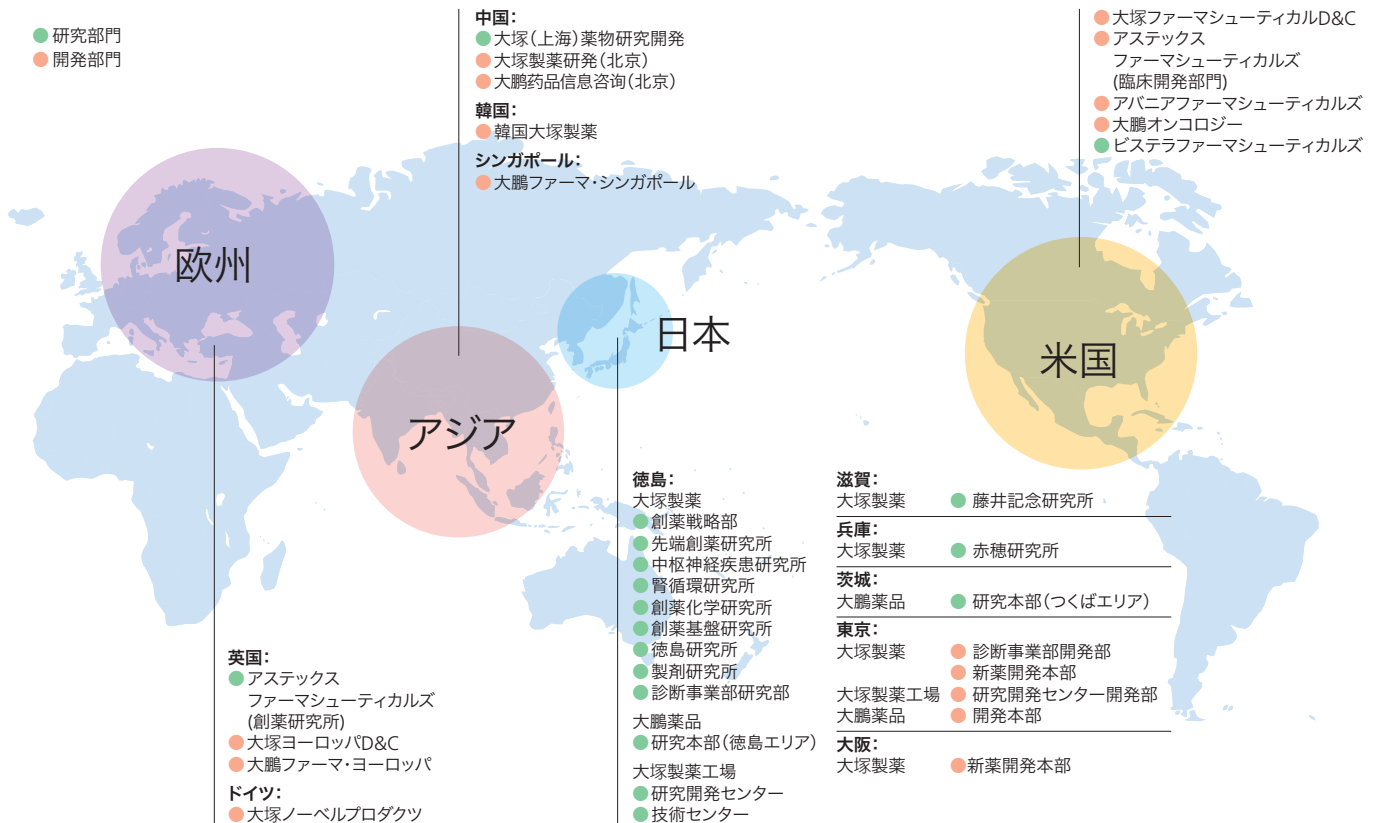 研究部門
開発部門
中国：
大塚（上海）薬物研究開発
大塚製薬研発（北京）
大鵬药品信息咨询（北京）
韓国：
韓国大塚製薬
シンガポール：
大鵬ファーマ・シンガポール
大塚ファーマシューティカルD&C
アステックス
ファーマシューティカルズ
(臨床開発部門)
アバニアファーマシューティカルズ
大鵬オンコロジー
ビステラファーマシューティカルズ
欧州
アジア
日本
米国
英国：
アステックス
ファーマシューティカルズ
(創薬研究所)
大塚ヨーロッパD&C
大鵬ファーマ・ヨーロッパ
ドイツ：
大塚ノーベルプロダクツ
徳島：
大塚製薬
創薬戦略部
先端創薬研究所
中枢神経疾患研究所
腎循環研究所
創薬化学研究所
創薬基盤研究所
徳島研究所
製剤研究所
診断事業部研究部
大鵬薬品
研究本部（徳島エリア）
大塚製薬工場
研究開発センター
技術センター
滋賀：
大塚製薬 藤井記念研究所
兵庫：
大塚製薬 赤穂研究所
茨城：
大鵬薬品 研究本部（つくばエリア）
東京：
大塚製薬 診断事業部開発部
新薬開発本部
大塚製薬工場 研究開発センター開発部
大鵬薬品 開発本部
大阪：
大塚製薬 新薬開発本部